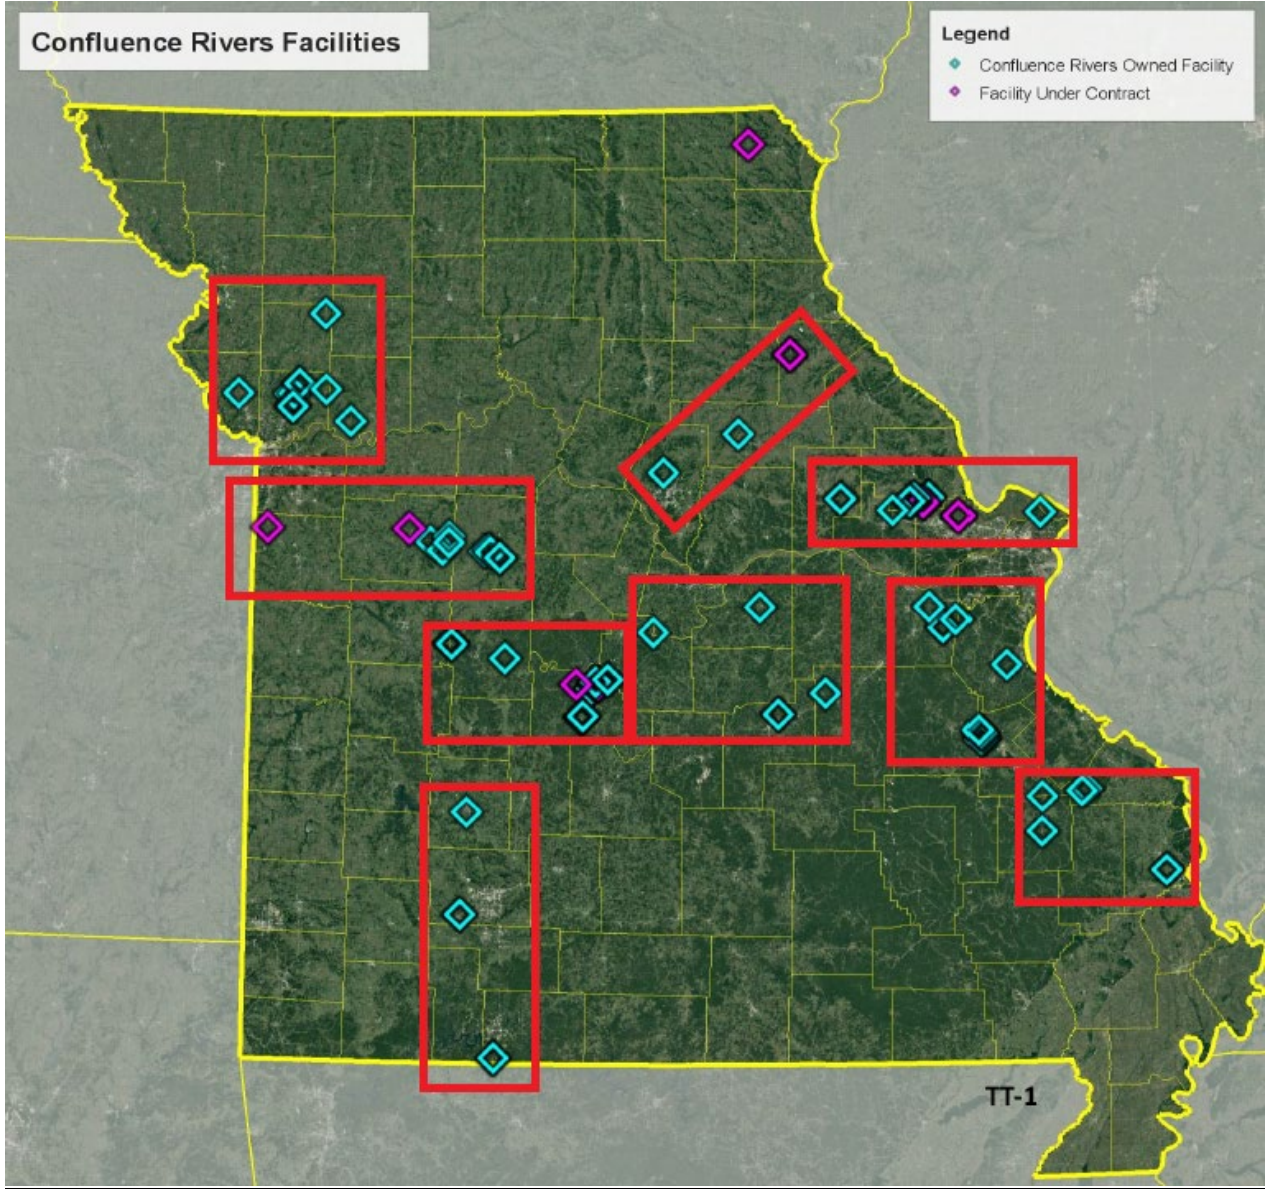 Confluence Rivers Facilities
Legend
Confluence Rivers Owned Facility
Facility Under Contract
TT-1